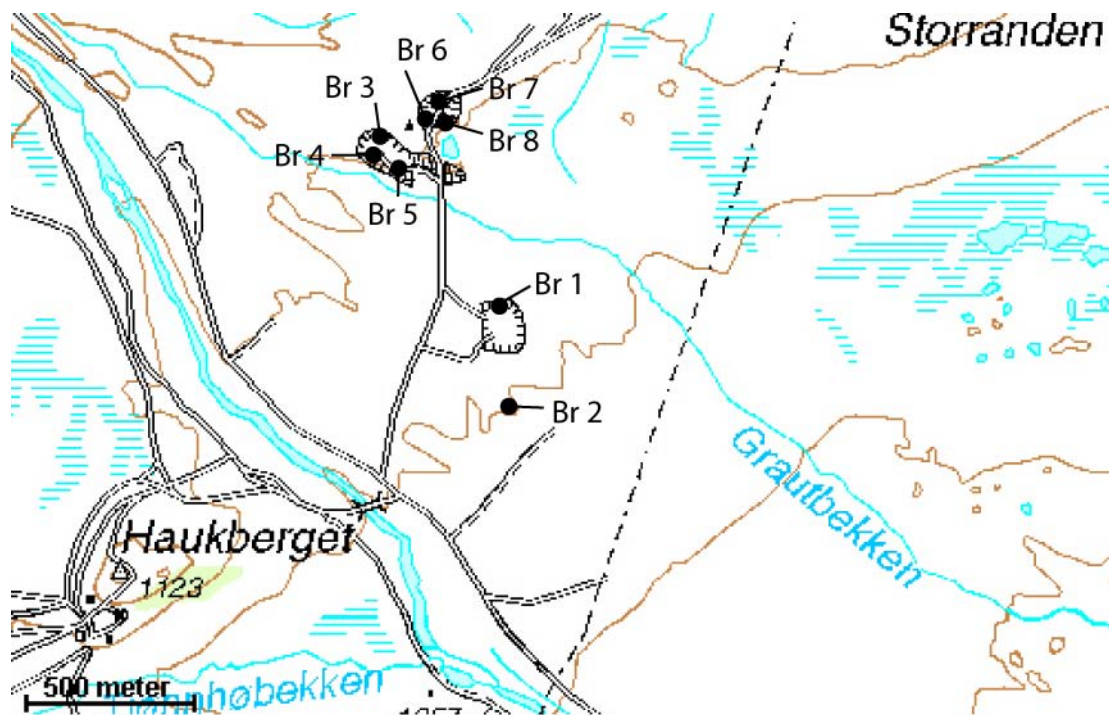 Storranden
Br 6
Br 3
Br 7
Br 4
Br 8
Br 5
Br 1
Br 2
Grautbekken
Haukberget
1123
500 meter